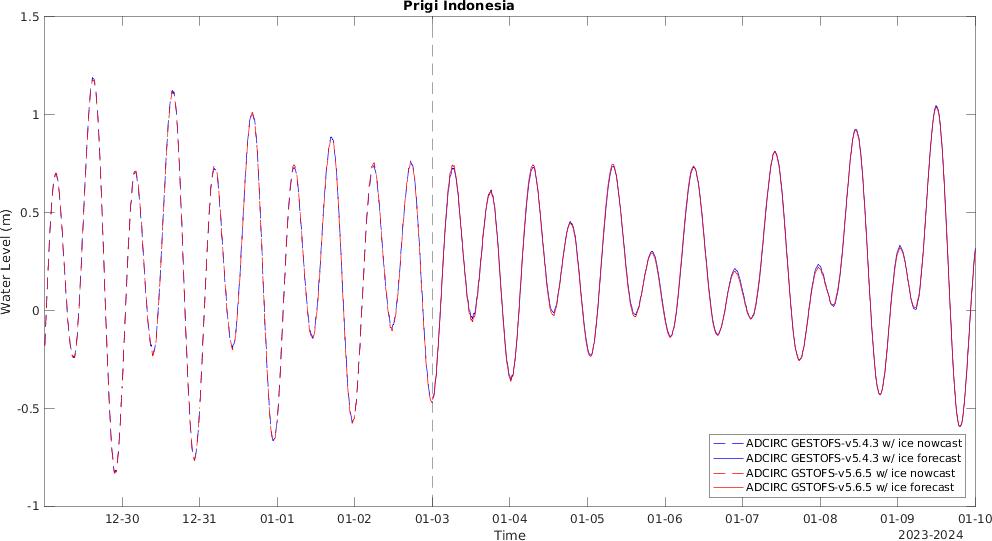 Prigi Indonesia
1.5
1
0.5
0
-0.5
-1
Water Level (m)
ADCIRC GESTOFS-v5.4.3 w/ ice nowcast
ADCIRC GESTOFS-v5.4.3 w/ ice forecast
ADCIRC GSTOFS-v5.6.5 w/ ice nowcast
ADCIRC GSTOFS-v5.6.5 w/ ice forecast
12-30 12-31 01-01 01-02 01-03 01-04 01-05 01-06 01-07 01-08 01-09 01-10
Time
2023-2024